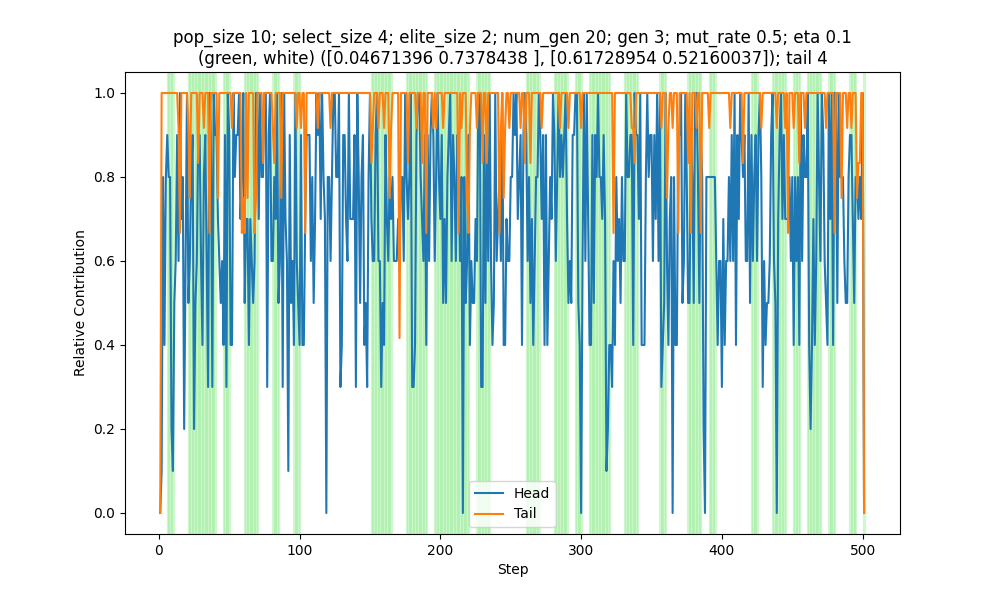 pop_size 10; select_size 4; elite_size 2; num_gen 20; gen 3; mut_rate 0.5; eta 0.1
(green, white) ([0.04671396 0.7378438 ], [0.61728954 0.52160037]); tail 4
Relative Contribution
1.0
0.8
0.6
0.4
0.2
0.0
Head
Tail
0 100 200 300 400 500
Step